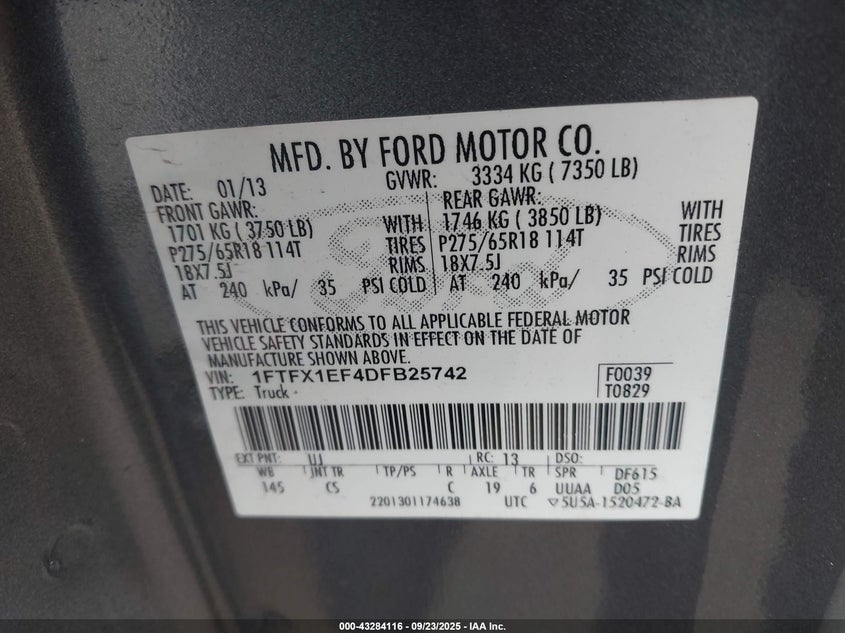 MFD. BY FORD MOTOR CO.
DATE: 01/13 GVWR: 3334 KG ( 7350 LB)
FRONT GAWR: REAR GAWR:
1701 KG ( 3750 LB) WITH 1746 KG ( 3850 LB) WITH
P275/65R18 114T TIRES P275/65R18 114T TIRES
18X7.5J RIMS 18X7.5J RIMS
AT 240 kPa/ 35 PSI COLD AT 240 kPa/ 35 PSI COLD
THIS VEHICLE CONFORMS TO ALL APPLICABLE FEDERAL MOTOR
VEHICLE SAFETY STANDARDS IN EFFECT ON THE DATE OF
MANUFACTURE SHOWN ABOVE.
VIN: 1FTFX1EF4DFB25742 F0039
TYPE: Truck - T0829
EXT PNT: UJ RC: 13 DSO:
WB INT TR TP/PS R AXLE TR SPR DF615
145 CS C 19 6 UUAA D05
2201301174638 UTC ▽5U5A-1520472-BA
000-43284116 - 09/23/2025 - IAA Inc.